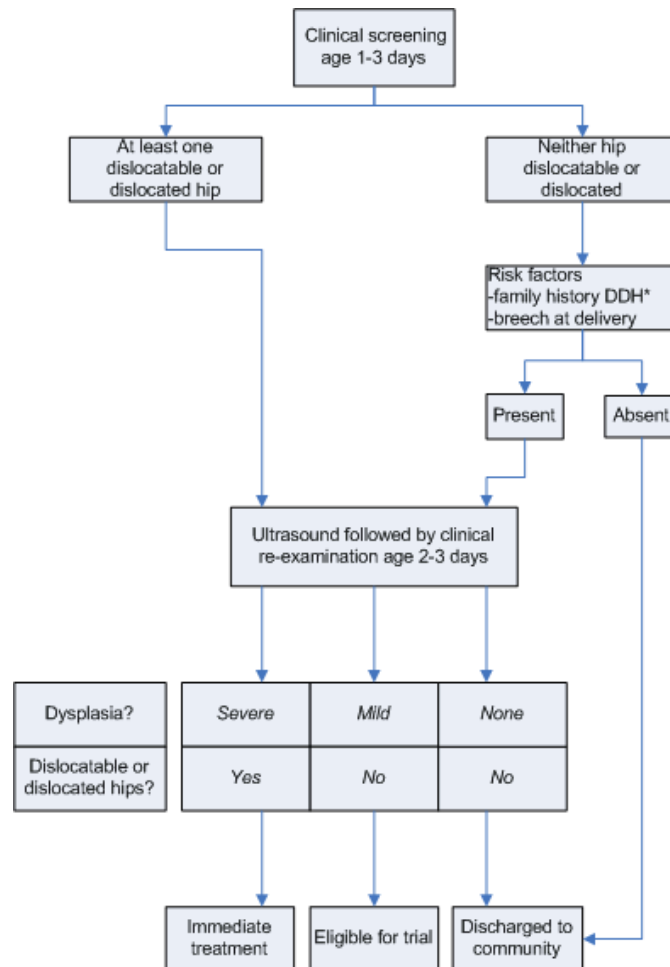 Clinical screening
age 1-3 days
At least one
dislocatable or
dislocated hip
Neither hip
dislocatable or
dislocated
Risk factors
-family history DDH*
-breech at delivery
Present
Absent
Ultrasound followed by clinical
re-examination age 2-3 days
Dysplasia?
Severe
Mild
None
Dislocatable or
dislocated hips?
Yes
No
No
Immediate
treatment
Eligible for trial
Discharged to
community